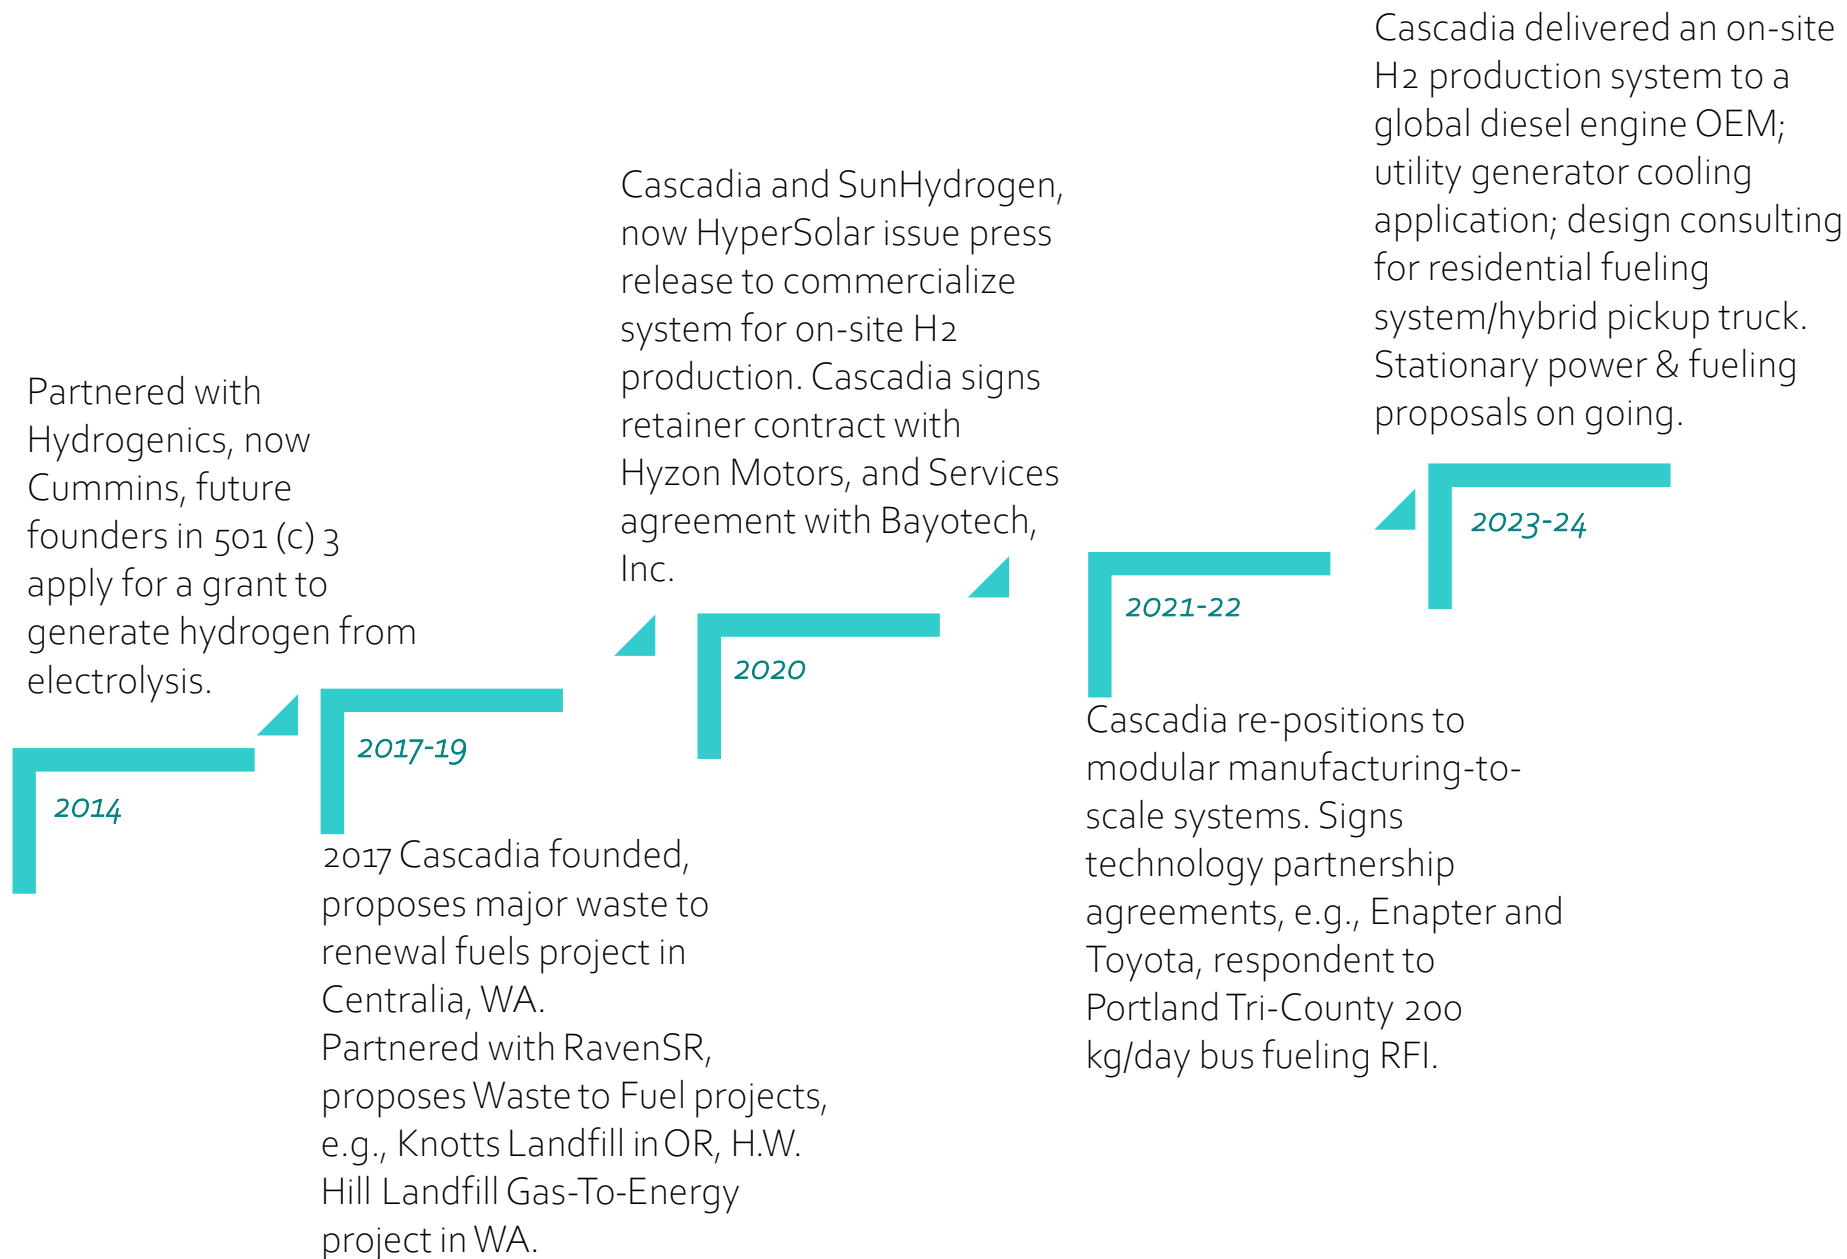 Partnered with
Hydrogenics, now
Cummins, future
founders in 501 (c) 3
apply for a grant to
generate hydrogen from
electrolysis.
2014
2017-19
2017 Cascadia founded,
proposes major waste to
renewal fuels project in
Centralia, WA.
Partnered with RavenSR,
proposes Waste to Fuel projects,
e.g., Knotts Landfill in OR, H.W.
Hill Landfill Gas-To-Energy
project in WA.
Cascadia and SunHydrogen,
now HyperSolar issue press
release to commercialize
system for on-site H2
production. Cascadia signs
retainer contract with
Hyzon Motors, and Services
agreement with Bayotech,
Inc.
2020
2021-22
Cascadia re-positions to
modular manufacturing-to-
scale systems. Signs
technology partnership
agreements, e.g., Enapter and
Toyota, respondent to
Portland Tri-County 200
kg/day bus fueling RFI.
Cascadia delivered an on-site
H2 production system to a
global diesel engine OEM;
utility generator cooling
application; design consulting
for residential fueling
system/hybrid pickup truck.
Stationary power & fueling
proposals on going.
2023-24